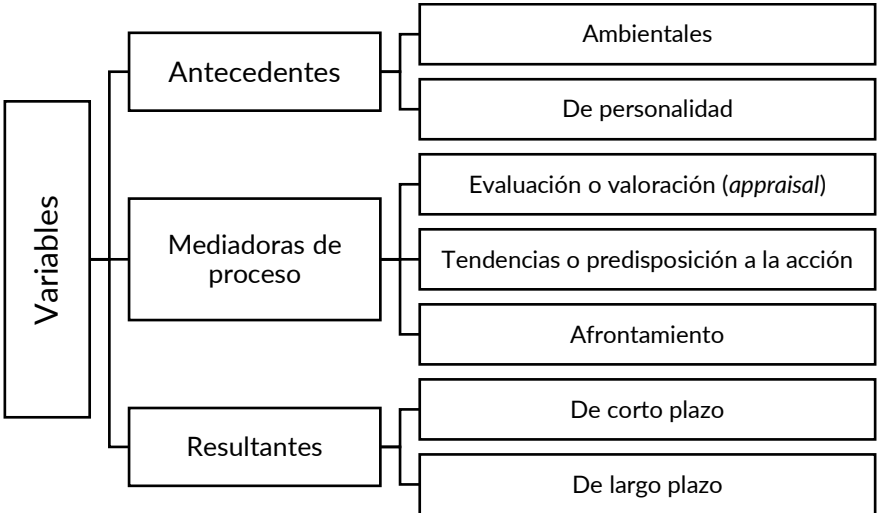 Variables
Antecedentes
Ambientales
De personalidad
Mediadoras de
proceso
Evaluación o valoración (appraisal)
Tendencias o predisposición a la acción
Afrontamiento
Resultantes
De corto plazo
De largo plazo